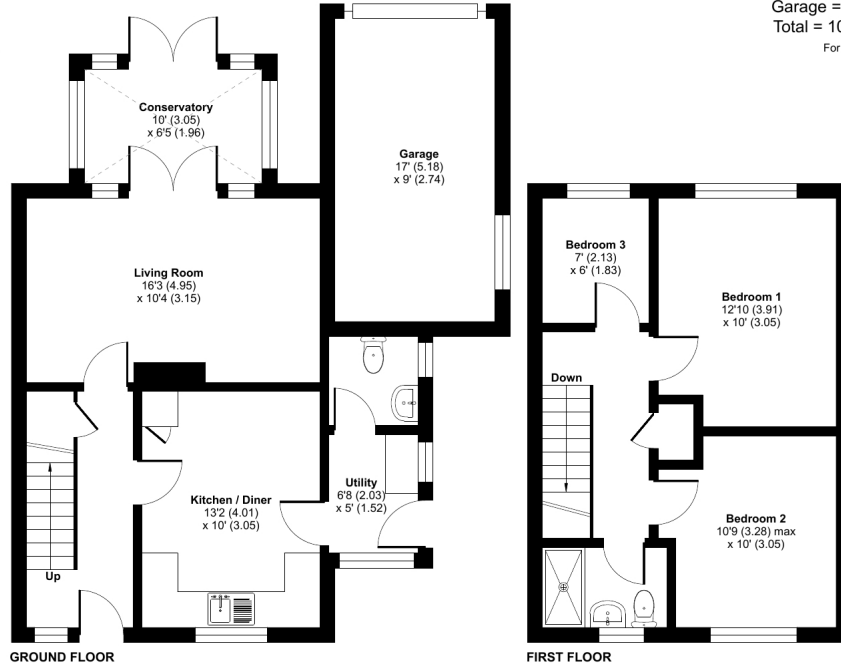 Garage =
Total = 10
For
Conservatory
10' (3.05)
x 6'5 (1.96)
Garage
17' (5.18)
x 9' (2.74)
Living Room
16'3 (4.95)
x 10'4 (3.15)
Bedroom 3
7' (2.13)
x 6' (1.83)
Bedroom 1
12'10 (3.91)
x 10' (3.05)
Down
Kitchen / Diner
13'2 (4.01)
x 10' (3.05)
Utility
6'8 (2.03)
x 5' (1.52)
Bedroom 2
10'9 (3.28) max
x 10' (3.05)
Up
GROUND FLOOR
FIRST FLOOR